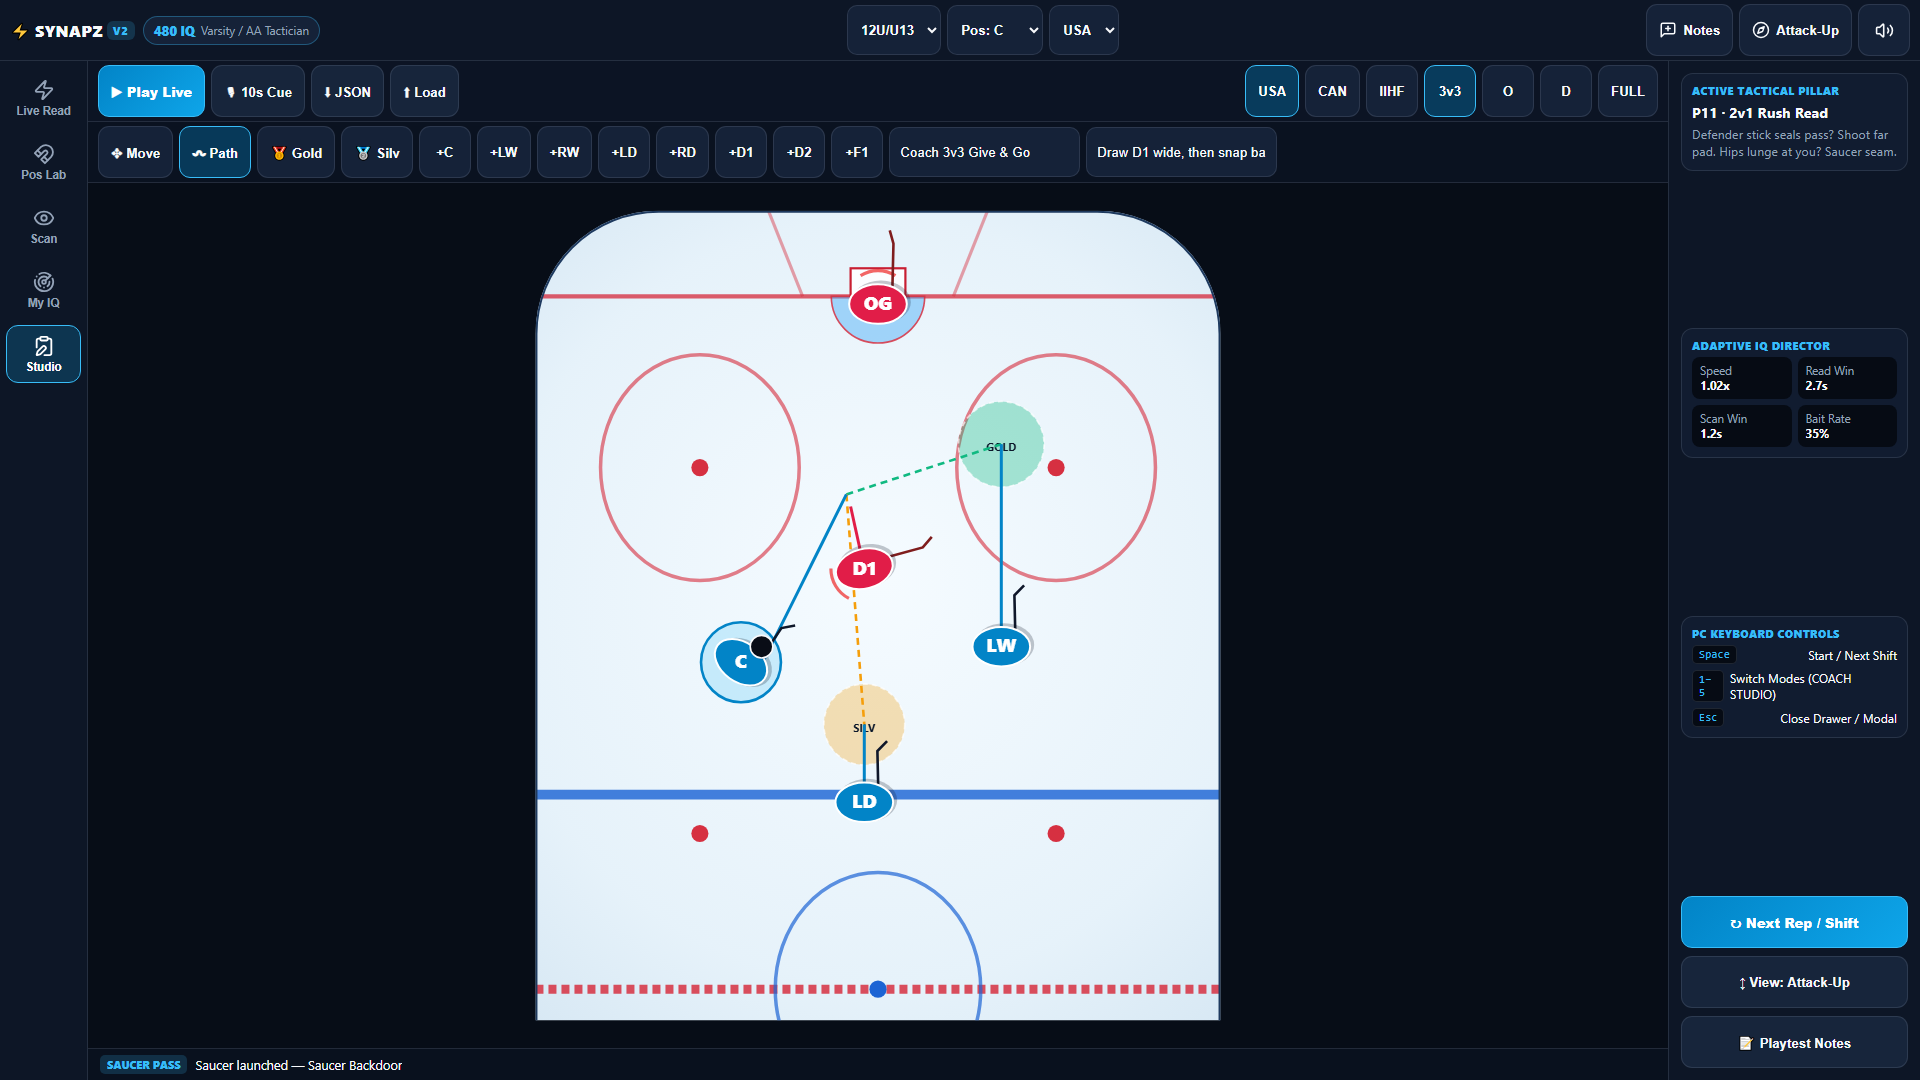 SYNAPZ V2 480 IQ Varsity / AA Tactician
12U/U13 Pos: C USA
Notes Attack-Up
Live Read
Pos Lab
Scan
My IQ
Studio
Play Live 10s Cue JSON Load
USA CAN IIHF 3v3 O D FULL
Move Path Gold Silv +C +LW +RW +LD +RD +D1 +D2 +F1 Coach 3v3 Give & Go Draw D1 wide, then snap ba
OG
GOLD
D1
LW
C
SILV
LD
ACTIVE TACTICAL PILLAR
P11 · 2v1 Rush Read
Defender stick seals pass? Shoot far
pad. Hips lunge at you? Saucer seam.
ADAPTIVE IQ DIRECTOR
Speed
1.02x
Read Win
2.7s
Scan Win
1.2s
Bait Rate
35%
PC KEYBOARD CONTROLS
Space Start / Next Shift
1–5 Switch Modes (COACH
STUDIO)
Esc Close Drawer / Modal
↻ Next Rep / Shift
↕ View: Attack-Up
Playtest Notes
SAUCER PASS Saucer launched — Saucer Backdoor